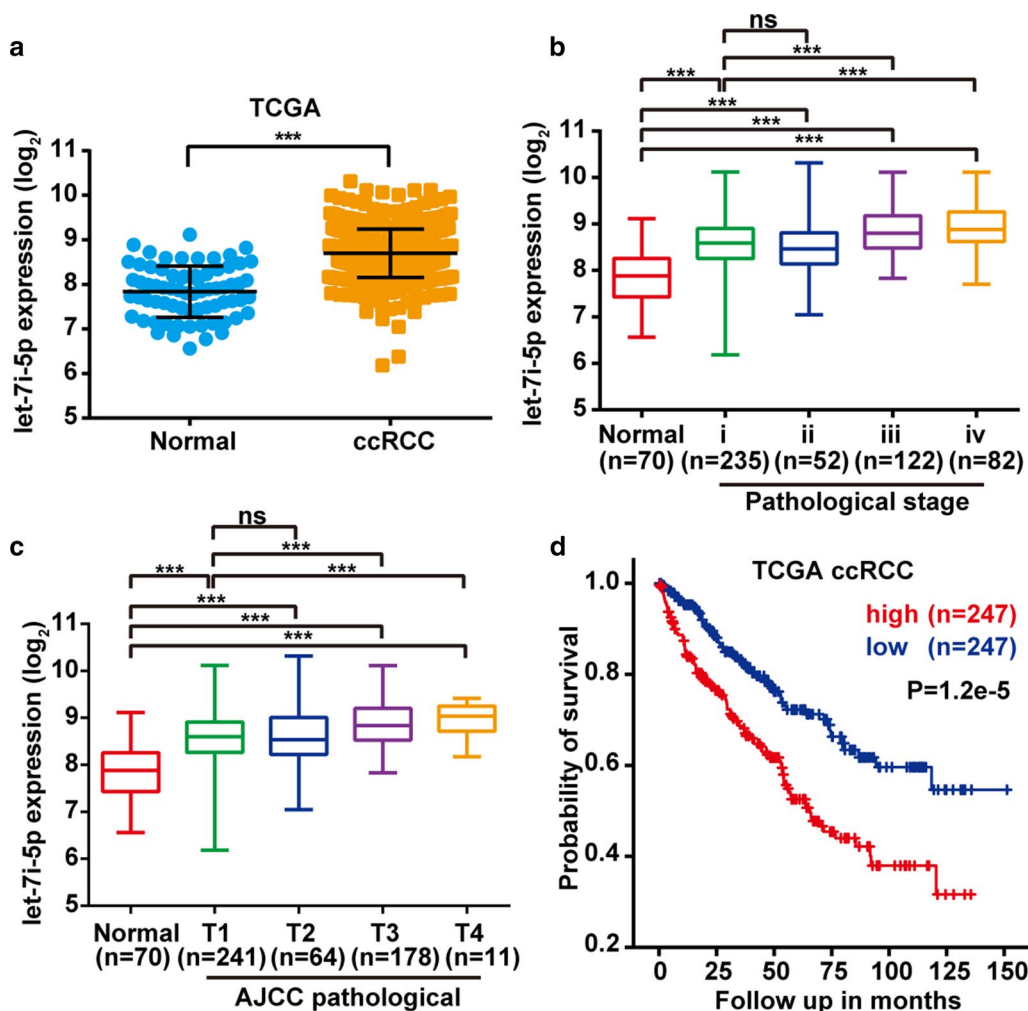 a
TCGA
***
let-7i-5p expression (log2)
11
10
9
8
7
6
5
Normal
ccRCC
b
ns
***
***
***
***
***
***
let-7i-5p expression (log2)
11
10
9
8
7
6
5
Normal i ii iii iv
(n=70) (n=235) (n=52) (n=122) (n=82)
Pathological stage
c
ns
***
***
***
***
***
***
let-7i-5p expression (log2)
11
10
9
8
7
6
5
Normal T1 T2 T3 T4
(n=70) (n=241) (n=64) (n=178) (n=11)
AJCC pathological
d
TCGA ccRCC
high (n=247)
low (n=247)
P=1.2e-5
Probability of survival
1.0
0.8
0.6
0.4
0.2
0 25 50 75 100 125 150
Follow up in months